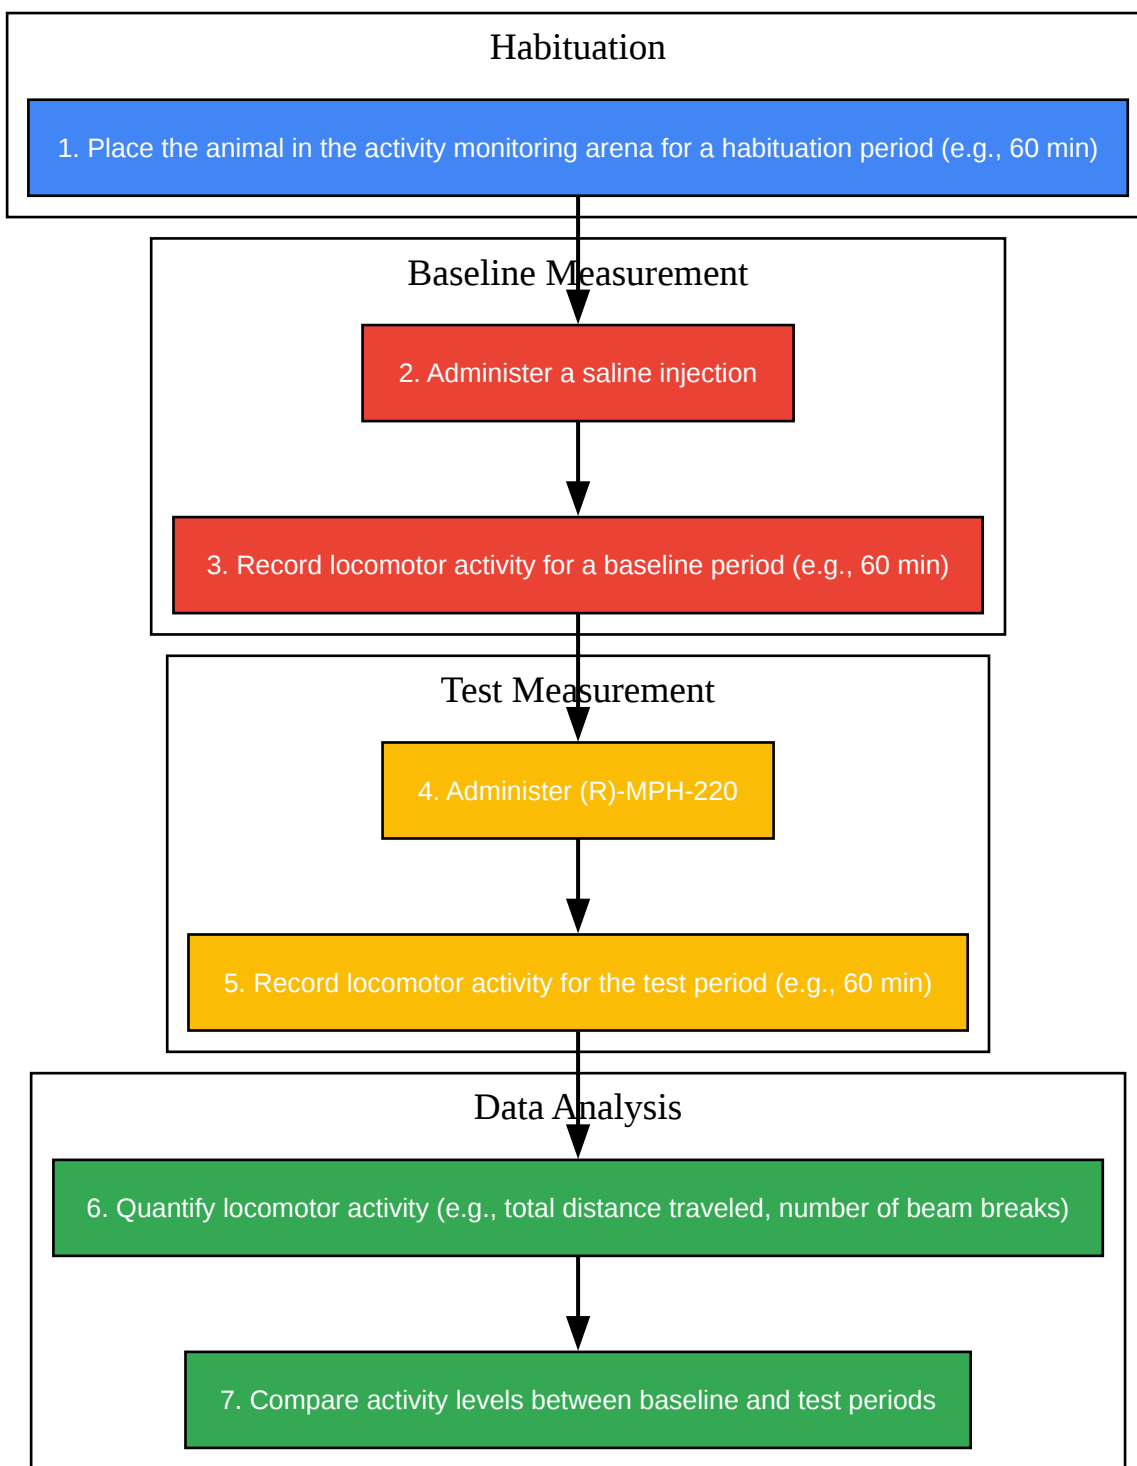 Habituation
1. Place the animal in the activity monitoring arena for a habituation period (e.g., 60 min)
Baseline Measurement
2. Administer a saline injection
3. Record locomotor activity for a baseline period (e.g., 60 min)
Test Measurement
4. Administer (R)-MPH-220
5. Record locomotor activity for the test period (e.g., 60 min)
Data Analysis
6. Quantify locomotor activity (e.g., total distance traveled, number of beam breaks)
7. Compare activity levels between baseline and test periods